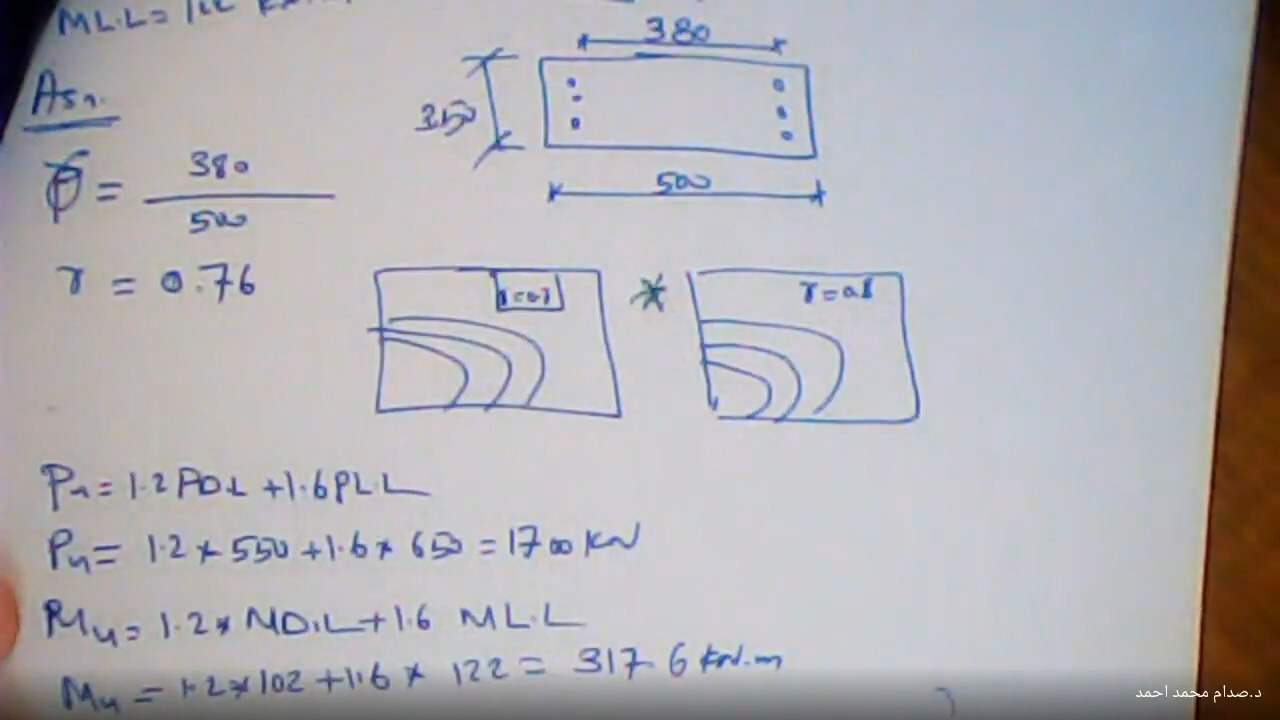 ML.L = 122
380
Asn.
350
380
500
500
γ = 0.76
γ = 0.7
*
γ = 0.8
Pu = 1.2 PD.L + 1.6 PL.L
Pu = 1.2 * 550 + 1.6 * 650 = 1700 KN
Mu = 1.2 * MD.L + 1.6 ML.L
Mu = 1.2 * 102 + 1.6 * 122 = 317.6 kN.m
د.صدام محمد احمد